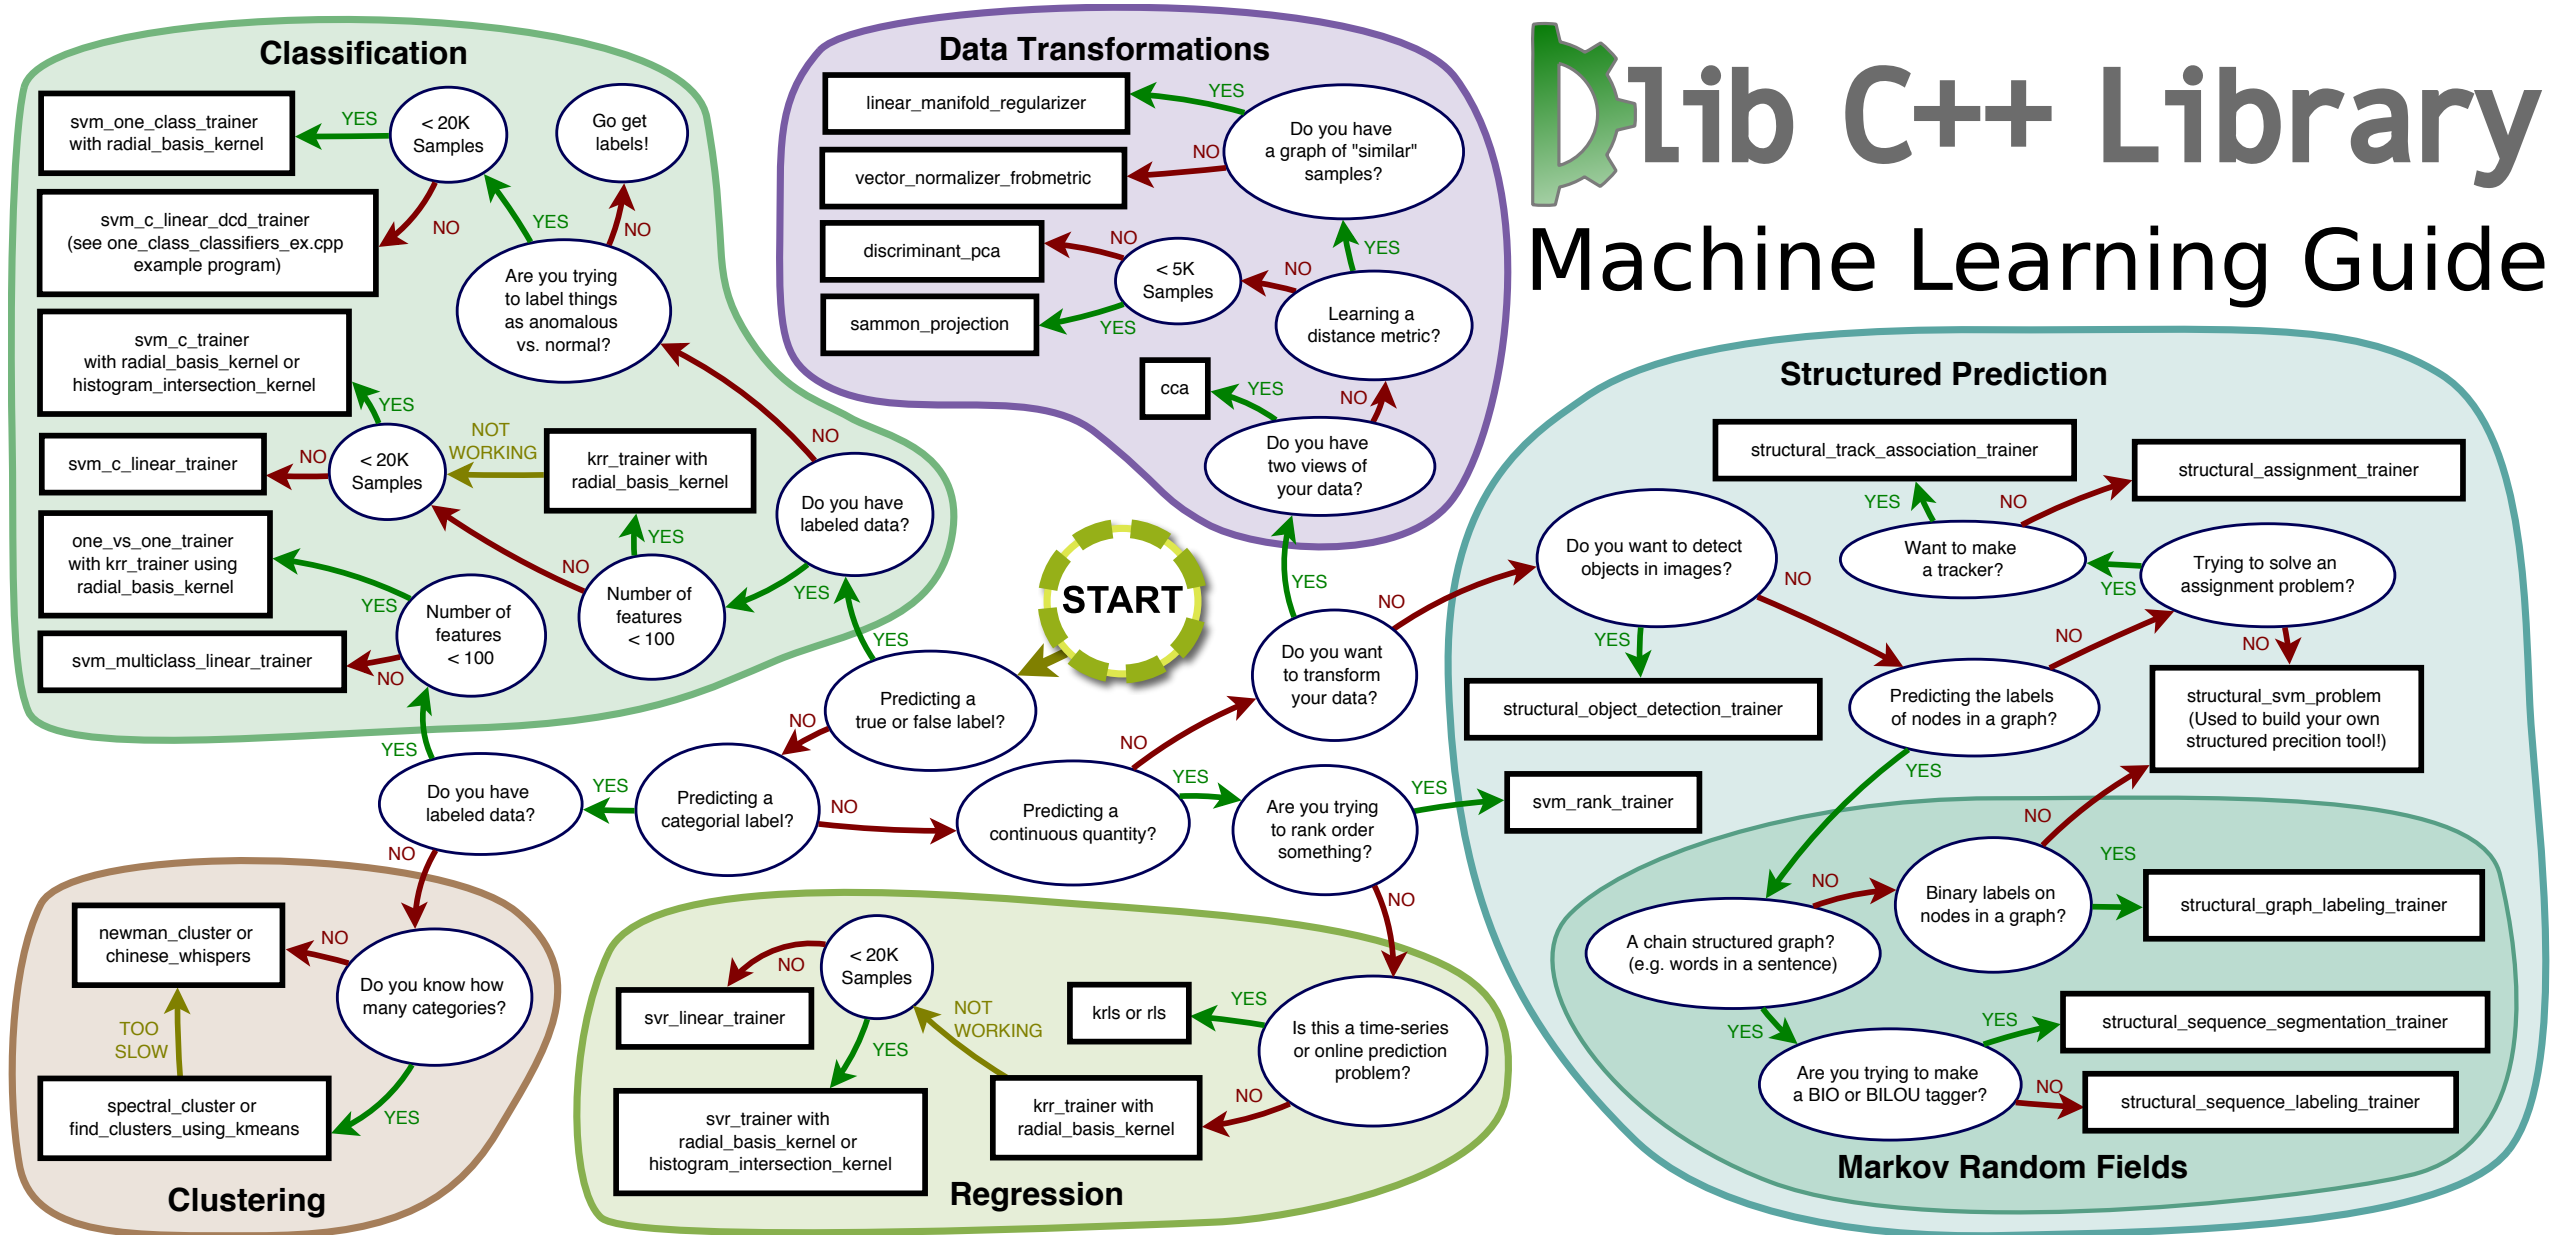 Dlib C++ Library
Machine Learning Guide
Classification
svm_one_class_trainer
with radial_basis_kernel
YES
< 20K
Samples
Go get
labels!
svm_c_linear_dcd_trainer
(see one_class_classifiers_ex.cpp
example program)
NO
YES
NO
Are you trying
to label things
as anomalous
vs. normal?
svm_c_trainer
with radial_basis_kernel or
histogram_intersection_kernel
YES
svm_c_linear_trainer
NO
< 20K
Samples
NOT
WORKING
krr_trainer with
radial_basis_kernel
NO
Do you have
labeled data?
one_vs_one_trainer
with krr_trainer using
radial_basis_kernel
YES
NO
YES
Number of
features
< 100
YES
Number of
features
< 100
svm_multiclass_linear_trainer
NO
YES
YES
Data Transformations
linear_manifold_regularizer
YES
Do you have
a graph of "similar"
samples?
vector_normalizer_frobmetric
NO
discriminant_pca
NO
< 5K
Samples
NO
YES
Learning a
distance metric?
sammon_projection
YES
cca
YES
NO
Do you have
two views of
your data?
YES
START
Predicting a
true or false label?
NO
Do you have
labeled data?
YES
Predicting a
categorial label?
NO
Predicting a
continuous quantity?
NO
YES
Do you want
to transform
your data?
NO
Are you trying
to rank order
something?
YES
svm_rank_trainer
NO
NO
Clustering
newman_cluster or
chinese_whispers
NO
Do you know how
many categories?
TOO
SLOW
spectral_cluster or
find_clusters_using_kmeans
YES
Regression
< 20K
Samples
NO
svr_linear_trainer
YES
NOT
WORKING
krls or rls
YES
Is this a time-series
or online prediction
problem?
NO
krr_trainer with
radial_basis_kernel
svr_trainer with
radial_basis_kernel or
histogram_intersection_kernel
Structured Prediction
structural_track_association_trainer
structural_assignment_trainer
YES
NO
Do you want to detect
objects in images?
NO
Want to make
a tracker?
YES
Trying to solve an
assignment problem?
YES
structural_object_detection_trainer
Predicting the labels
of nodes in a graph?
NO
NO
structural_svm_problem
(Used to build your own
structured precition tool!)
YES
NO
Binary labels on
nodes in a graph?
YES
structural_graph_labeling_trainer
NO
A chain structured graph?
(e.g. words in a sentence)
YES
Are you trying to make
a BIO or BILOU tagger?
YES
structural_sequence_segmentation_trainer
NO
structural_sequence_labeling_trainer
Markov Random Fields